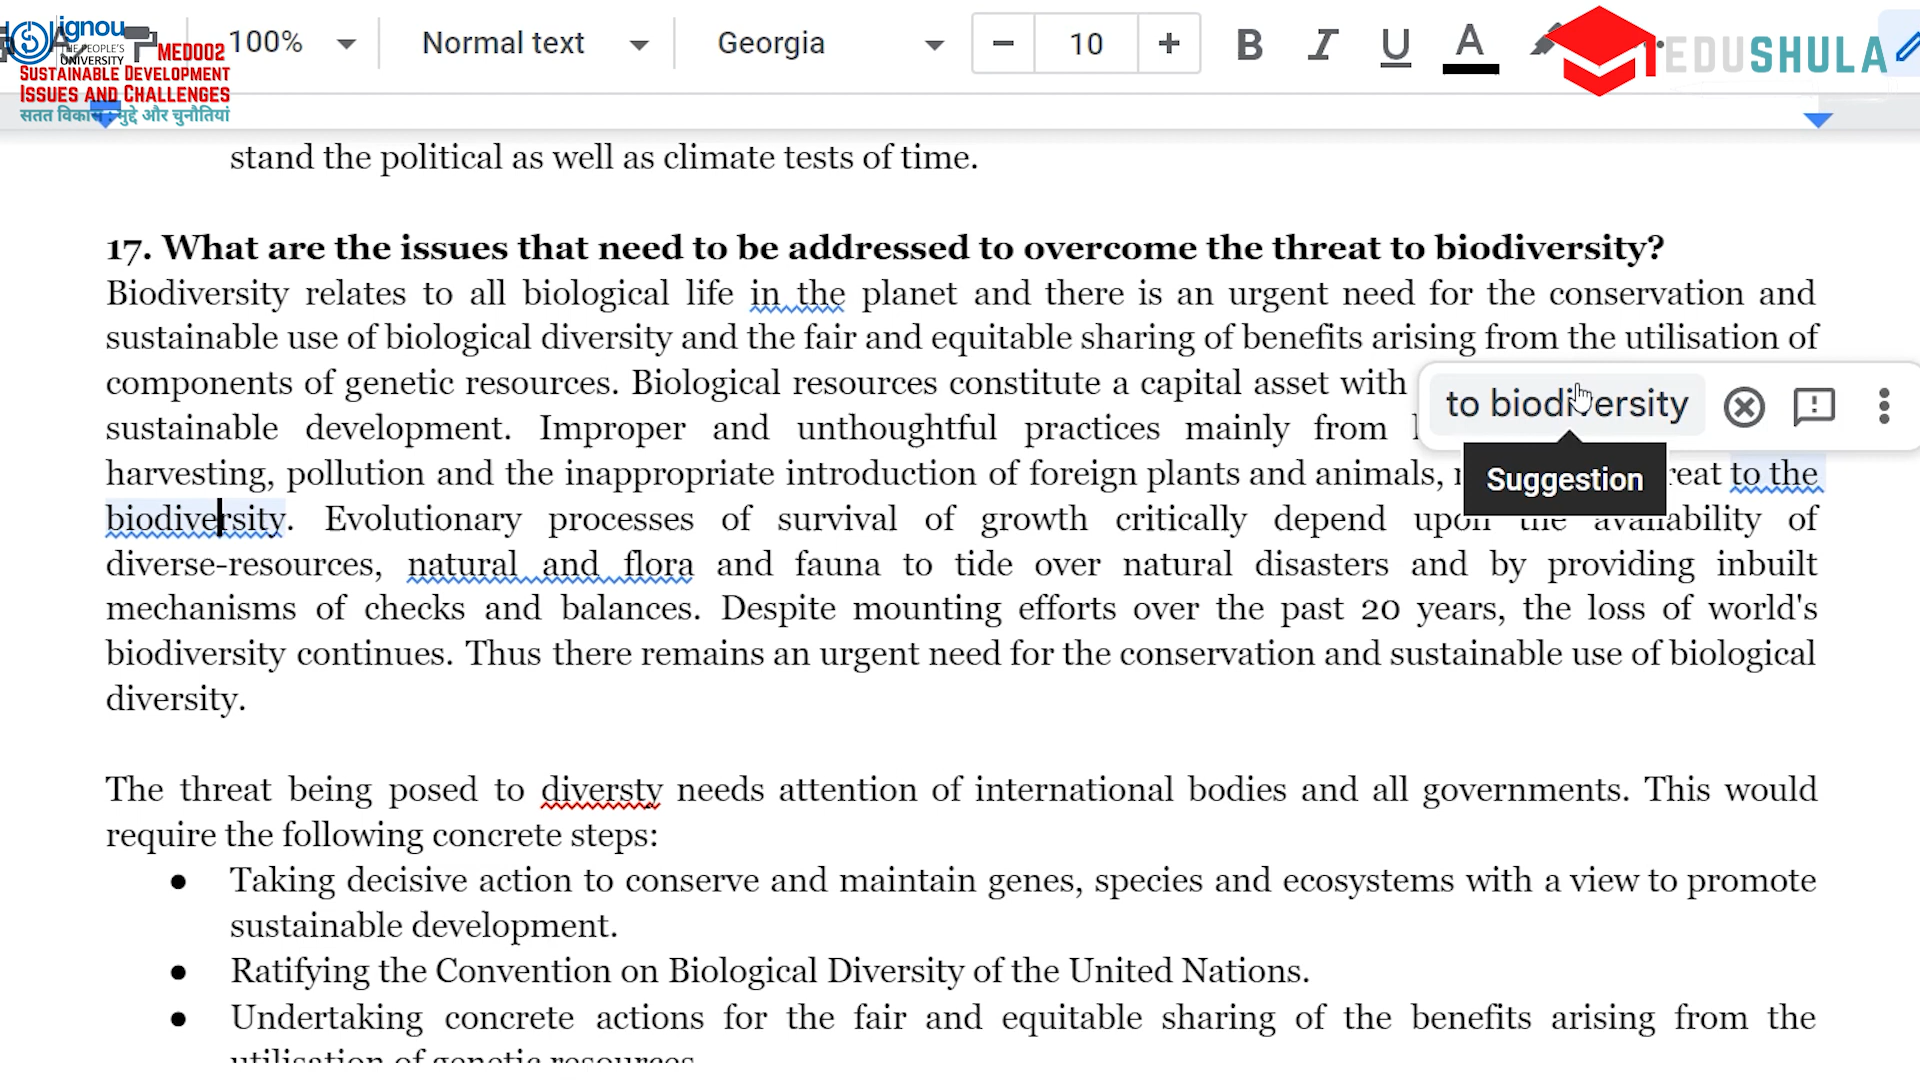 ignou
THE PEOPLE'S
UNIVERSITY
MED002
SUSTAINABLE DEVELOPMENT
ISSUES AND CHALLENGES
सतत विकास : मुद्दे और चुनौतियां
100%
Normal text
Georgia
10
B I U A
EDUSHULA
stand the political as well as climate tests of time.
17. What are the issues that need to be addressed to overcome the threat to biodiversity?
Biodiversity relates to all biological life in the planet and there is an urgent need for the conservation and
sustainable use of biological diversity and the fair and equitable sharing of benefits arising from the utilisation of
components of genetic resources. Biological resources constitute a capital asset with
to biodiversity
sustainable development. Improper and unthoughtful practices mainly from
Suggestion
harvesting, pollution and the inappropriate introduction of foreign plants and animals, to the
biodiversity. Evolutionary processes of survival of growth critically depend upon the availability of
diverse-resources, natural and flora and fauna to tide over natural disasters and by providing inbuilt
mechanisms of checks and balances. Despite mounting efforts over the past 20 years, the loss of world's
biodiversity continues. Thus there remains an urgent need for the conservation and sustainable use of biological
diversity.
The threat being posed to diversty needs attention of international bodies and all governments. This would
require the following concrete steps:
● Taking decisive action to conserve and maintain genes, species and ecosystems with a view to promote
sustainable development.
● Ratifying the Convention on Biological Diversity of the United Nations.
● Undertaking concrete actions for the fair and equitable sharing of the benefits arising from the
utilisation of genetic resources